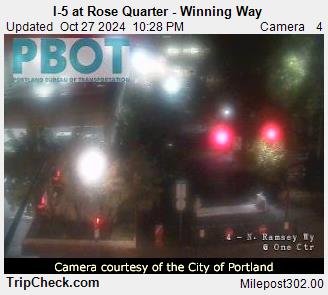 I-5 at Rose Quarter - Winning Way
Updated Oct 27 2024 10:28 PM Camera 4
PBOT
PORTLAND BUREAU OF TRANSPORTATION
4 - N. Ramsey Wy
@ One Ctr
Camera courtesy of the City of Portland
TripCheck.com Milepost302.00